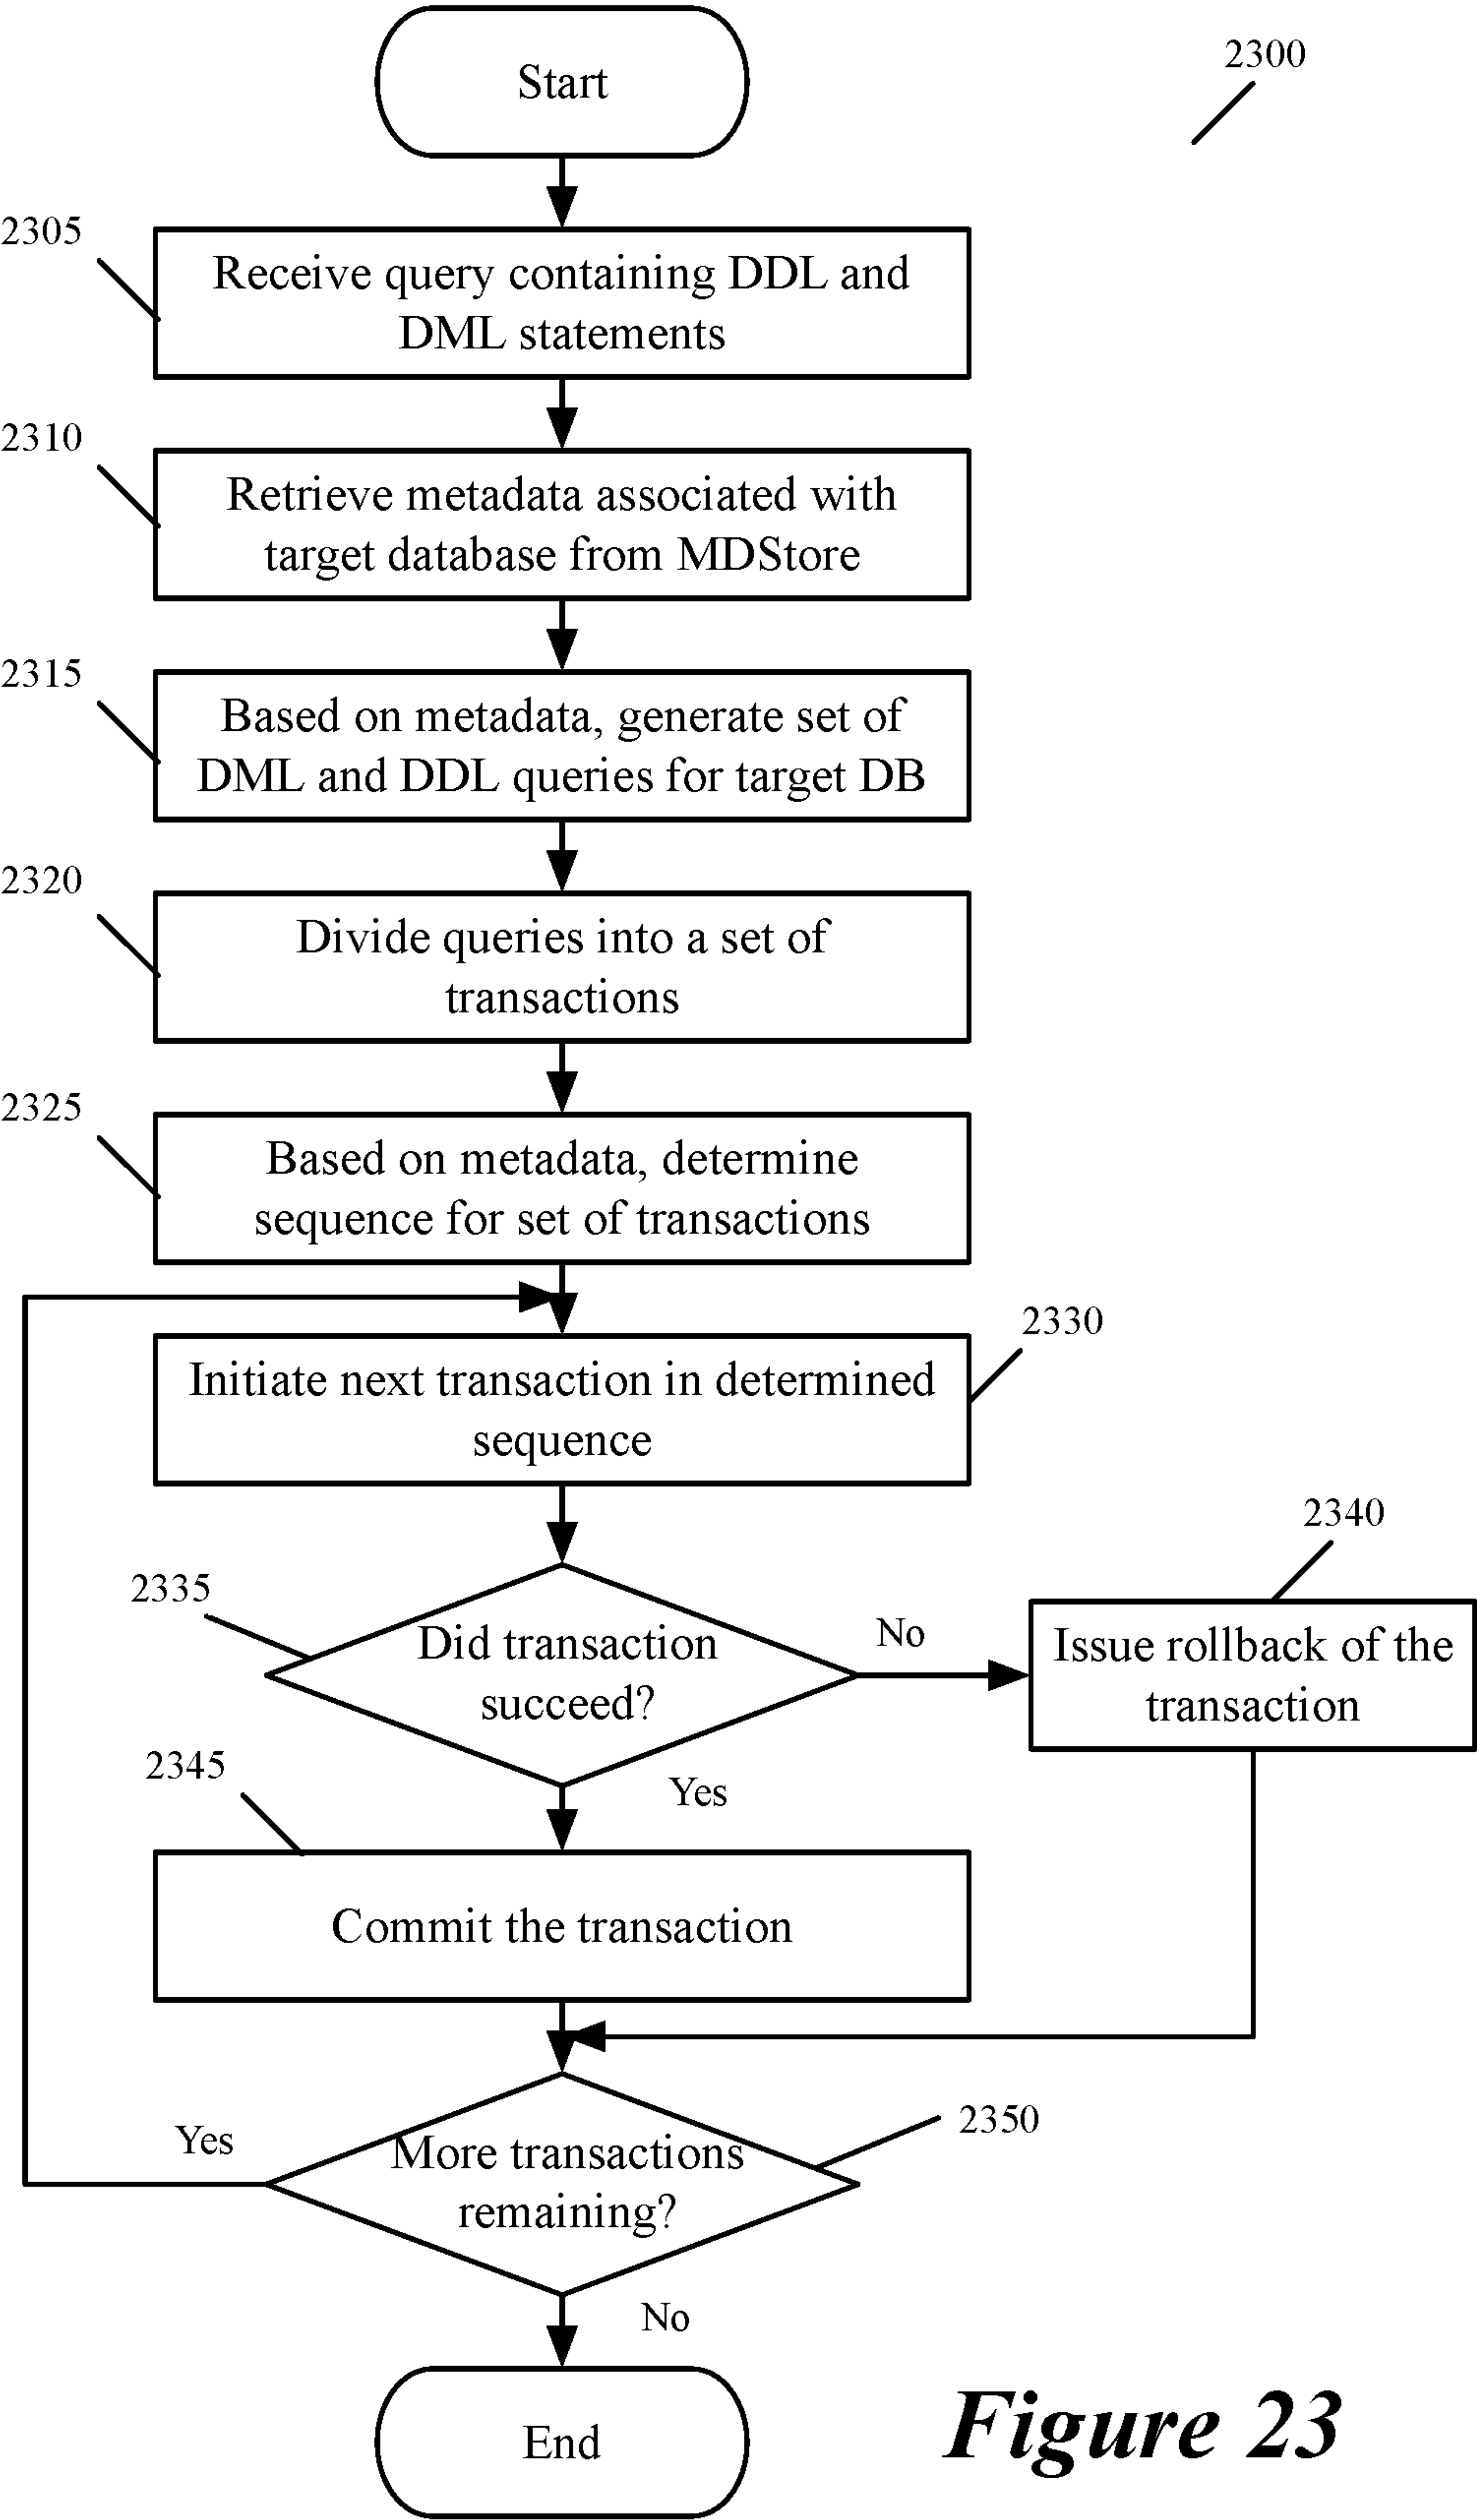 Start
2300
2305
Receive query containing DDL and
DML statements
2310
Retrieve metadata associated with
target database from MDStore
2315
Based on metadata, generate set of
DML and DDL queries for target DB
2320
Divide queries into a set of
transactions
2325
Based on metadata, determine
sequence for set of transactions
2330
Initiate next transaction in determined
sequence
2335
Did transaction
succeed?
No
2340
Issue rollback of the
transaction
Yes
2345
Commit the transaction
2350
More transactions
remaining?
Yes
No
End
Figure 23